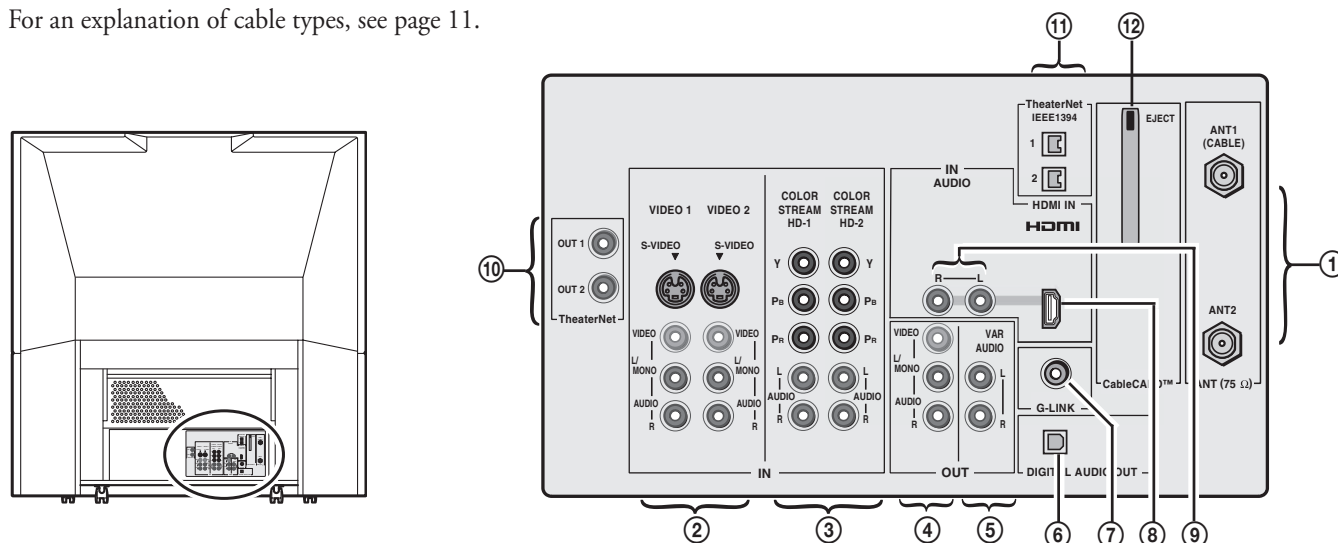 For an explanation of cable types, see page 11.
11
12
TheaterNet
IEEE1394
1
2
EJECT
ANT1
(CABLE)
IN
AUDIO
HDMI IN
HDMI
VIDEO 1
VIDEO 2
COLOR
STREAM
HD-1
COLOR
STREAM
HD-2
10
OUT 1
OUT 2
TheaterNet
S-VIDEO
S-VIDEO
Y
Y
PB
PB
PR
PR
R
L
1
ANT2
VIDEO
L/
MONO
AUDIO
R
VIDEO
L/
MONO
AUDIO
R
L
AUDIO
R
L
AUDIO
R
VIDEO
L/
MONO
AUDIO
R
VAR
AUDIO
L
R
G-LINK
CableCARD™
ANT (75 Ω)
IN
OUT
DIGITAL AUDIO OUT
2
3
4
5
6
7
8
9